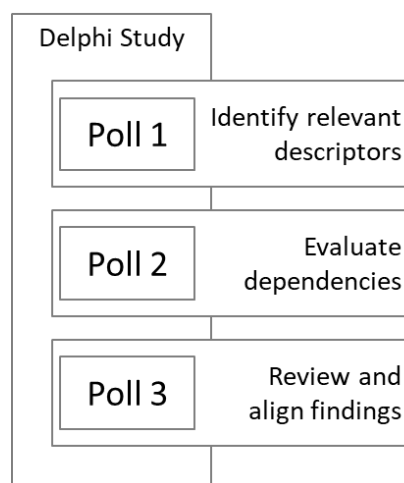 Delphi Study
Poll 1
Identify relevant
descriptors
Poll 2
Evaluate
dependencies
Poll 3
Review and
align findings